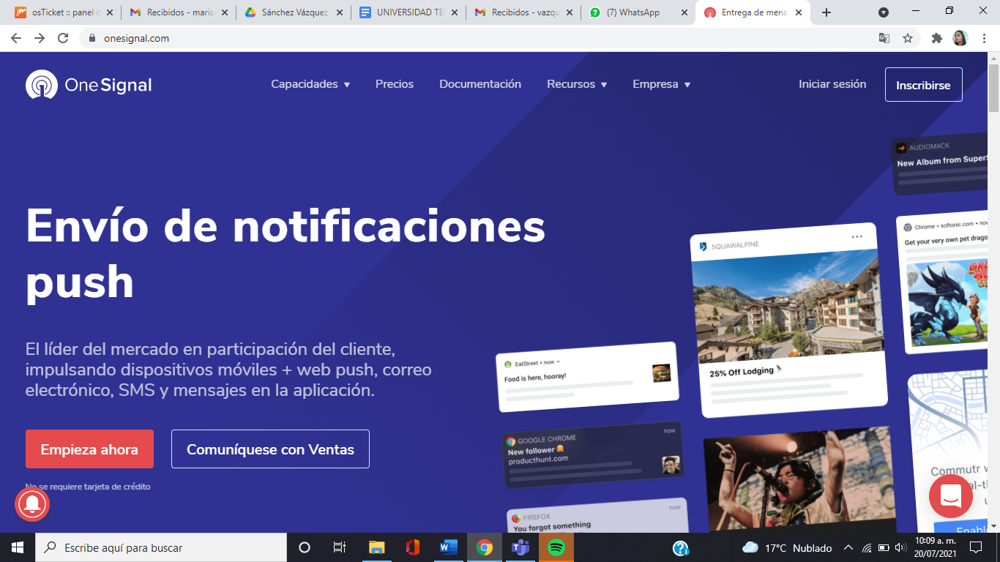 osTicket :: panel d
Recibidos - maris
Sánchez Vázquez
UNIVERSIDAD TE
Recibidos - vazqu
(7) WhatsApp
Entrega de mens
onesignal.com
OneSignal
Capacidades
Precios
Documentación
Recursos
Empresa
Iniciar sesión
Inscribirse
Envío de notificaciones
push
El líder del mercado en participación del cliente,
impulsando dispositivos móviles + web push, correo
electrónico, SMS y mensajes en la aplicación.
Empieza ahora
Comuníquese con Ventas
No se requiere tarjeta de crédito
AUDIOMACK
New Album from SuperS
SQUAWALPINE
25% Off Lodging
Chrome • softonic.com • now
Get your very own pet drago
EatStreet • now
Food is here, hooray!
GOOGLE CHROME
now
New follower
producthunt.com
FIREFOX
now
You forgot something
Commutr w
al-ti
u
Enable
Escribe aquí para buscar
17°C Nublado
10:09 a. m.
20/07/2021